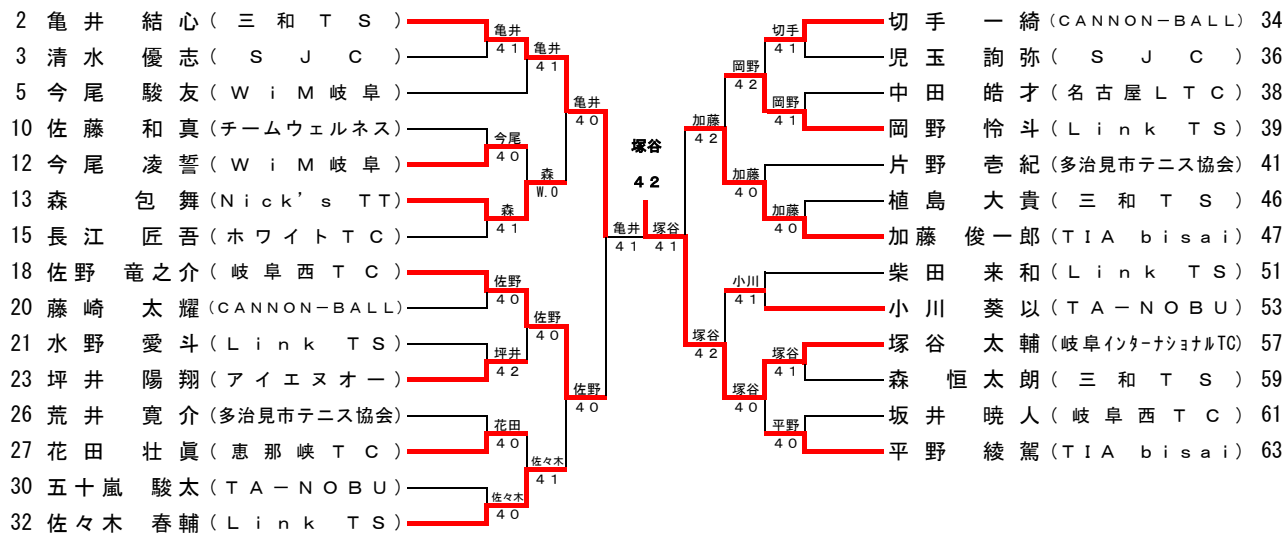 2 亀井 結心 (三和TS)
3 清水 優志 (SJC)
5 今尾 駿友 (WiM岐阜)
10 佐藤 和真 (チームウェルネス)
12 今尾 凌誓 (WiM岐阜)
13 森 包舞 (Nick's TT)
15 長江 匠吾 (ホワイトTC)
18 佐野 竜之介 (岐阜西TC)
20 藤崎 太耀 (CANNON-BALL)
21 水野 愛斗 (Link TS)
23 坪井 陽翔 (アイエヌオー)
26 荒井 寛介 (多治見市テニス協会)
27 花田 壮眞 (恵那峡TC)
30 五十嵐 駿太 (TA-NOBU)
32 佐々木 春輔 (Link TS)
亀井
41
今尾
40
森
41
佐野
40
坪井
42
花田
40
佐々木
40
亀井
41
森
W.O
佐野
40
佐々木
41
亀井
40
佐野
40
亀井
41
塚谷
42
塚谷
41
加藤
42
塚谷
42
岡野
42
加藤
40
小川
41
塚谷
40
切手
41
岡野
41
加藤
40
塚谷
41
平野
40
切手 一綺 (CANNON-BALL) 34
児玉 詢弥 (SJC) 36
中田 皓才 (名古屋LTC) 38
岡野 怜斗 (Link TS) 39
片野 壱紀 (多治見市テニス協会) 41
植島 大貴 (三和TS) 46
加藤 俊一郎 (TIA bisai) 47
柴田 来和 (Link TS) 51
小川 葵以 (TA-NOBU) 53
塚谷 太輔 (岐阜インターナショナルTC) 57
森 恒太朗 (三和TS) 59
坂井 暁人 (岐阜西TC) 61
平野 綾駕 (TIA bisai) 63